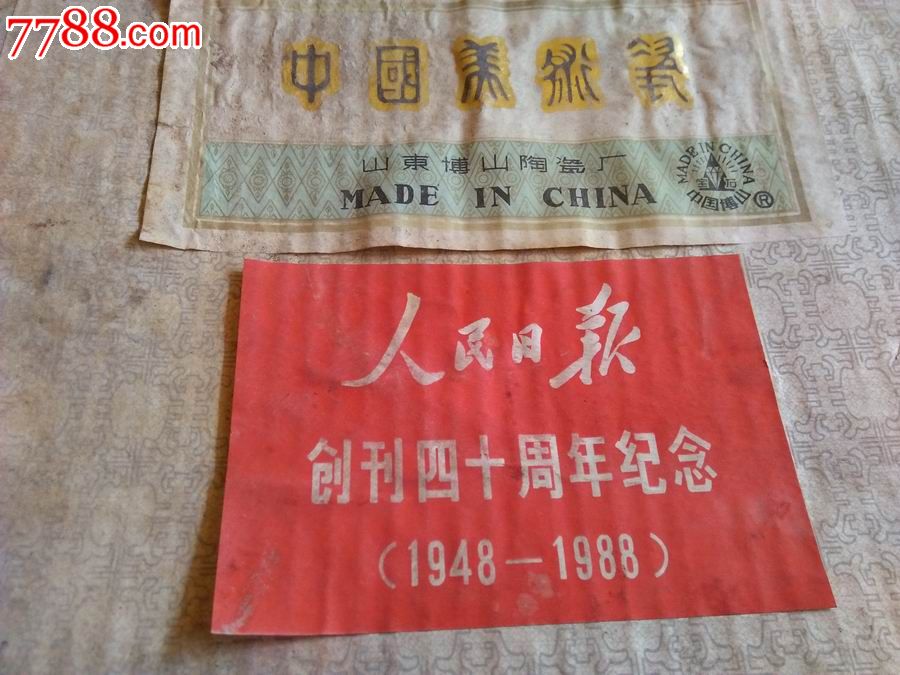 7788.com
中國美術瓷
山東博山陶瓷厂
MADE IN CHINA
MADE IN CHINA
中国博山
®
人民日报
创刊四十周年纪念
(1948—1988)